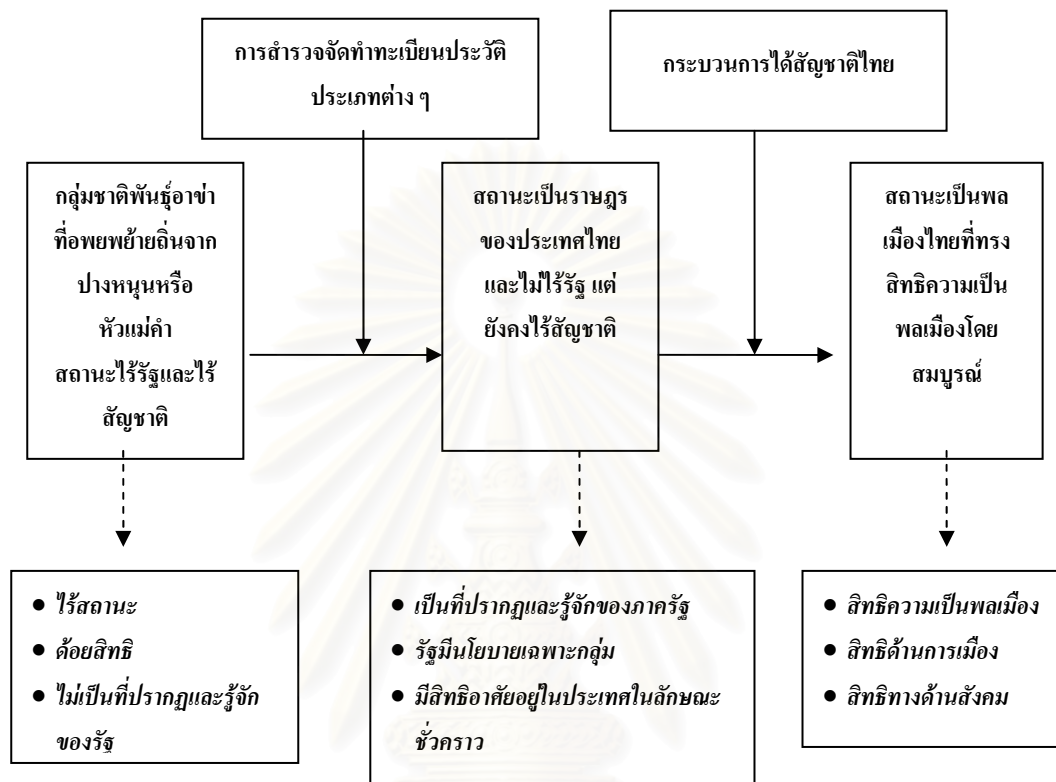 การสำรวจจัดทำทะเบียนประวัติ
ประเภทต่าง ๆ
กระบวนการได้สัญชาติไทย
กลุ่มชาติพันธุ์อาข่า
ที่อพยพย้ายถิ่นจาก
ปางหนุนหรือ
หัวแม่คำ
สถานะไร้รัฐและไร้
สัญชาติ
สถานะเป็นราษฎร
ของประเทศไทย
และไม่ไร้รัฐ แต่
ยังคงไร้สัญชาติ
สถานะเป็นพล
เมืองไทยที่ทรง
สิทธิความเป็น
พลเมืองโดย
สมบูรณ์
• ไร้สถานะ
• ด้อยสิทธิ
• ไม่เป็นที่ปรากฏและรู้จัก
ของรัฐ
• เป็นที่ปรากฏและรู้จักของภาครัฐ
• รัฐมีนโยบายเฉพาะกลุ่ม
• มีสิทธิอาศัยอยู่ในประเทศในลักษณะ
ชั่วคราว
• สิทธิความเป็นพลเมือง
• สิทธิด้านการเมือง
• สิทธิทางด้านสังคม